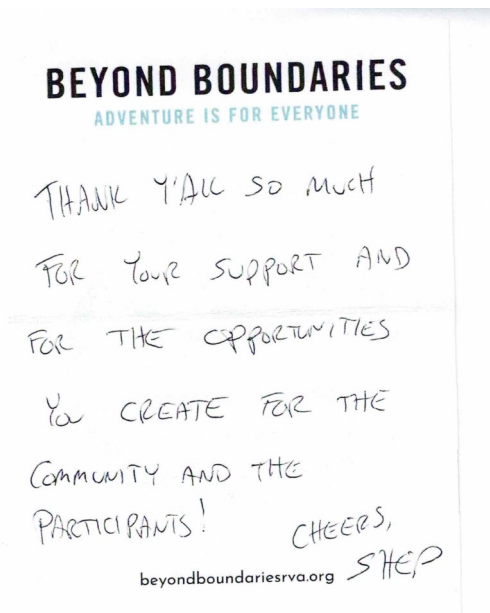 BEYOND BOUNDARIES
ADVENTURE IS FOR EVERYONE
THANK Y'ALL SO MUCH
FOR YOUR SUPPORT AND
FOR THE OPPORTUNITIES
YOU CREATE FOR THE
COMMUNITY AND THE
PARTICIPANTS!
CHEERS,
SHEP
beyondboundariesrva.org